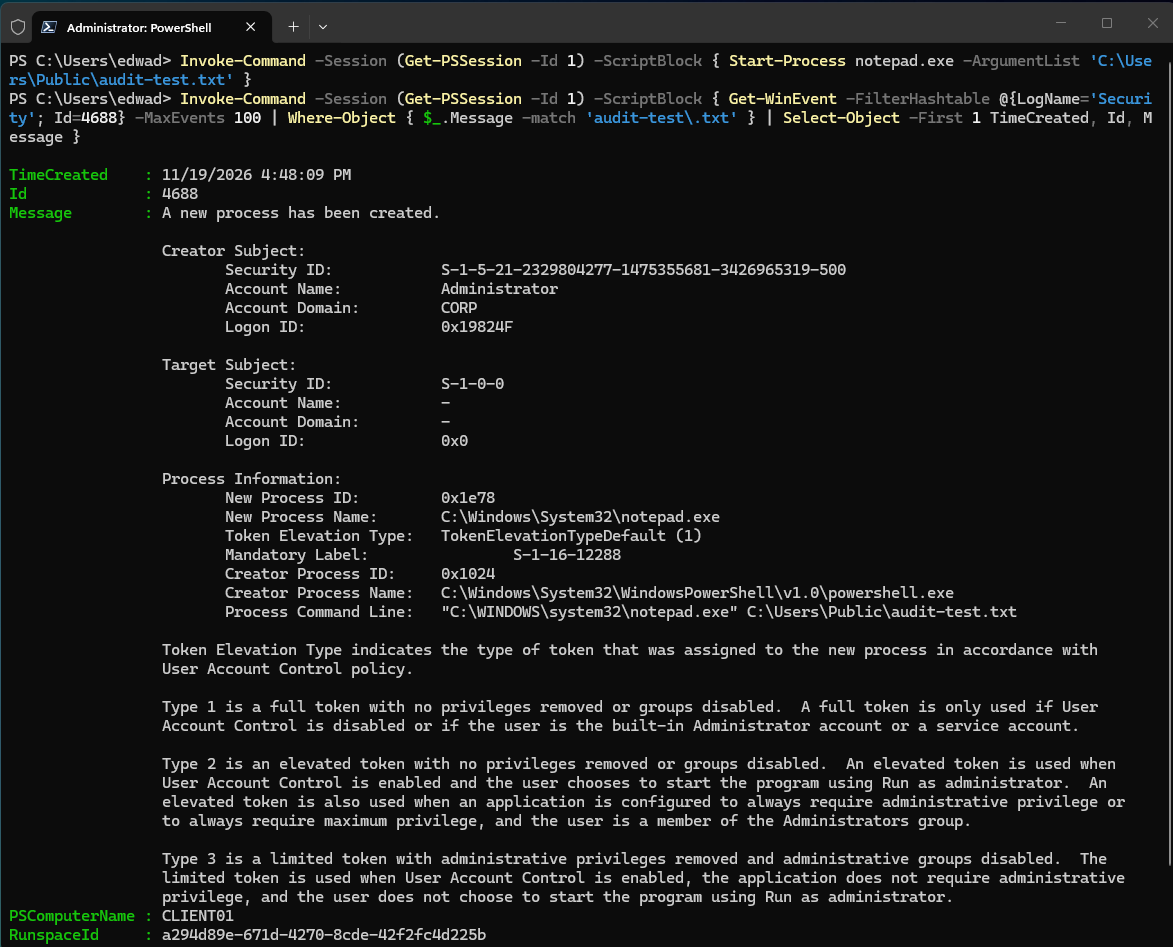 Administrator: PowerShell
PS C:\Users\edwad> Invoke-Command -Session (Get-PSSession -Id 1) -ScriptBlock { Start-Process notepad.exe -ArgumentList 'C:\Use
rs\Public\audit-test.txt' }
PS C:\Users\edwad> Invoke-Command -Session (Get-PSSession -Id 1) -ScriptBlock { Get-WinEvent -FilterHashtable @{LogName='Securi
ty'; Id=4688} -MaxEvents 100 | Where-Object { $_.Message -match 'audit-test\.txt' } | Select-Object -First 1 TimeCreated, Id, M
essage }
TimeCreated    : 11/19/2026 4:48:09 PM
Id             : 4688
Message        : A new process has been created.
Creator Subject:
Security ID: S-1-5-21-2329804277-1475355681-3426965319-500
Account Name: Administrator
Account Domain: CORP
Logon ID: 0x19824F
Target Subject:
Security ID: S-1-0-0
Account Name: -
Account Domain: -
Logon ID: 0x0
Process Information:
New Process ID: 0x1e78
New Process Name: C:\Windows\System32\notepad.exe
Token Elevation Type: TokenElevationTypeDefault (1)
Mandatory Label: S-1-16-12288
Creator Process ID: 0x1024
Creator Process Name: C:\Windows\System32\WindowsPowerShell\v1.0\powershell.exe
Process Command Line: "C:\WINDOWS\system32\notepad.exe" C:\Users\Public\audit-test.txt
Token Elevation Type indicates the type of token that was assigned to the new process in accordance with
User Account Control policy.
Type 1 is a full token with no privileges removed or groups disabled.  A full token is only used if User
Account Control is disabled or if the user is the built-in Administrator account or a service account.
Type 2 is an elevated token with no privileges removed or groups disabled.  An elevated token is used when
User Account Control is enabled and the user chooses to start the program using Run as administrator.  An
elevated token is also used when an application is configured to always require administrative privilege or
to always require maximum privilege, and the user is a member of the Administrators group.
Type 3 is a limited token with administrative privileges removed and administrative groups disabled.  The
limited token is used when User Account Control is enabled, the application does not require administrative
privilege, and the user does not choose to start the program using Run as administrator.
PSComputerName : CLIENT01
RunspaceId     : a294d89e-671d-4270-8cde-42f2fc4d225b